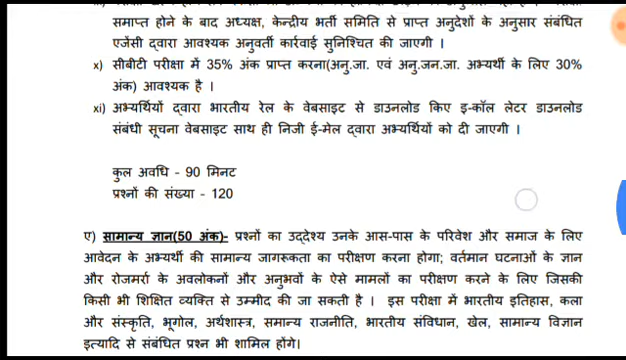 समाप्त होने के बाद अध्यक्ष, केन्द्रीय भर्ती समिति से प्राप्त अनुदेशों के अनुसार संबंधित
एजेंसी द्वारा आवश्यक अनुवर्ती कार्रवाई सुनिश्चित की जाएगी ।
x) सीबीटी परीक्षा में 35% अंक प्राप्त करना(अनु.जा. एवं अनु.जन.जा. अभ्यर्थी के लिए 30%
अंक) आवश्यक है ।
xi) अभ्यर्थियों द्वारा भारतीय रेल के वेबसाइट से डाउनलोड किए इ-कॉल लेटर डाउनलोड
संबंधी सूचना वेबसाइट साथ ही निजी ई-मेल द्वारा अभ्यर्थियों को दी जाएगी ।
कुल अवधि - 90 मिनट
प्रश्नों की संख्या - 120
ए) सामान्य ज्ञान(50 अंक)- प्रश्नों का उद्देश्य उनके आस-पास के परिवेश और समाज के लिए
आवेदन के अभ्यर्थी की सामान्य जागरूकता का परीक्षण करना होगा; वर्तमान घटनाओं के ज्ञान
और रोजमर्रा के अवलोकनों और अनुभवों के ऐसे मामलों का परीक्षण करने के लिए जिसकी
किसी भी शिक्षित व्यक्ति से उम्मीद की जा सकती है । इस परीक्षा में भारतीय इतिहास, कला
और संस्कृति, भूगोल, अर्थशास्त्र, समान्य राजनीति, भारतीय संविधान, खेल, सामान्य विज्ञान
इत्यादि से संबंधित प्रश्न भी शामिल होंगे।